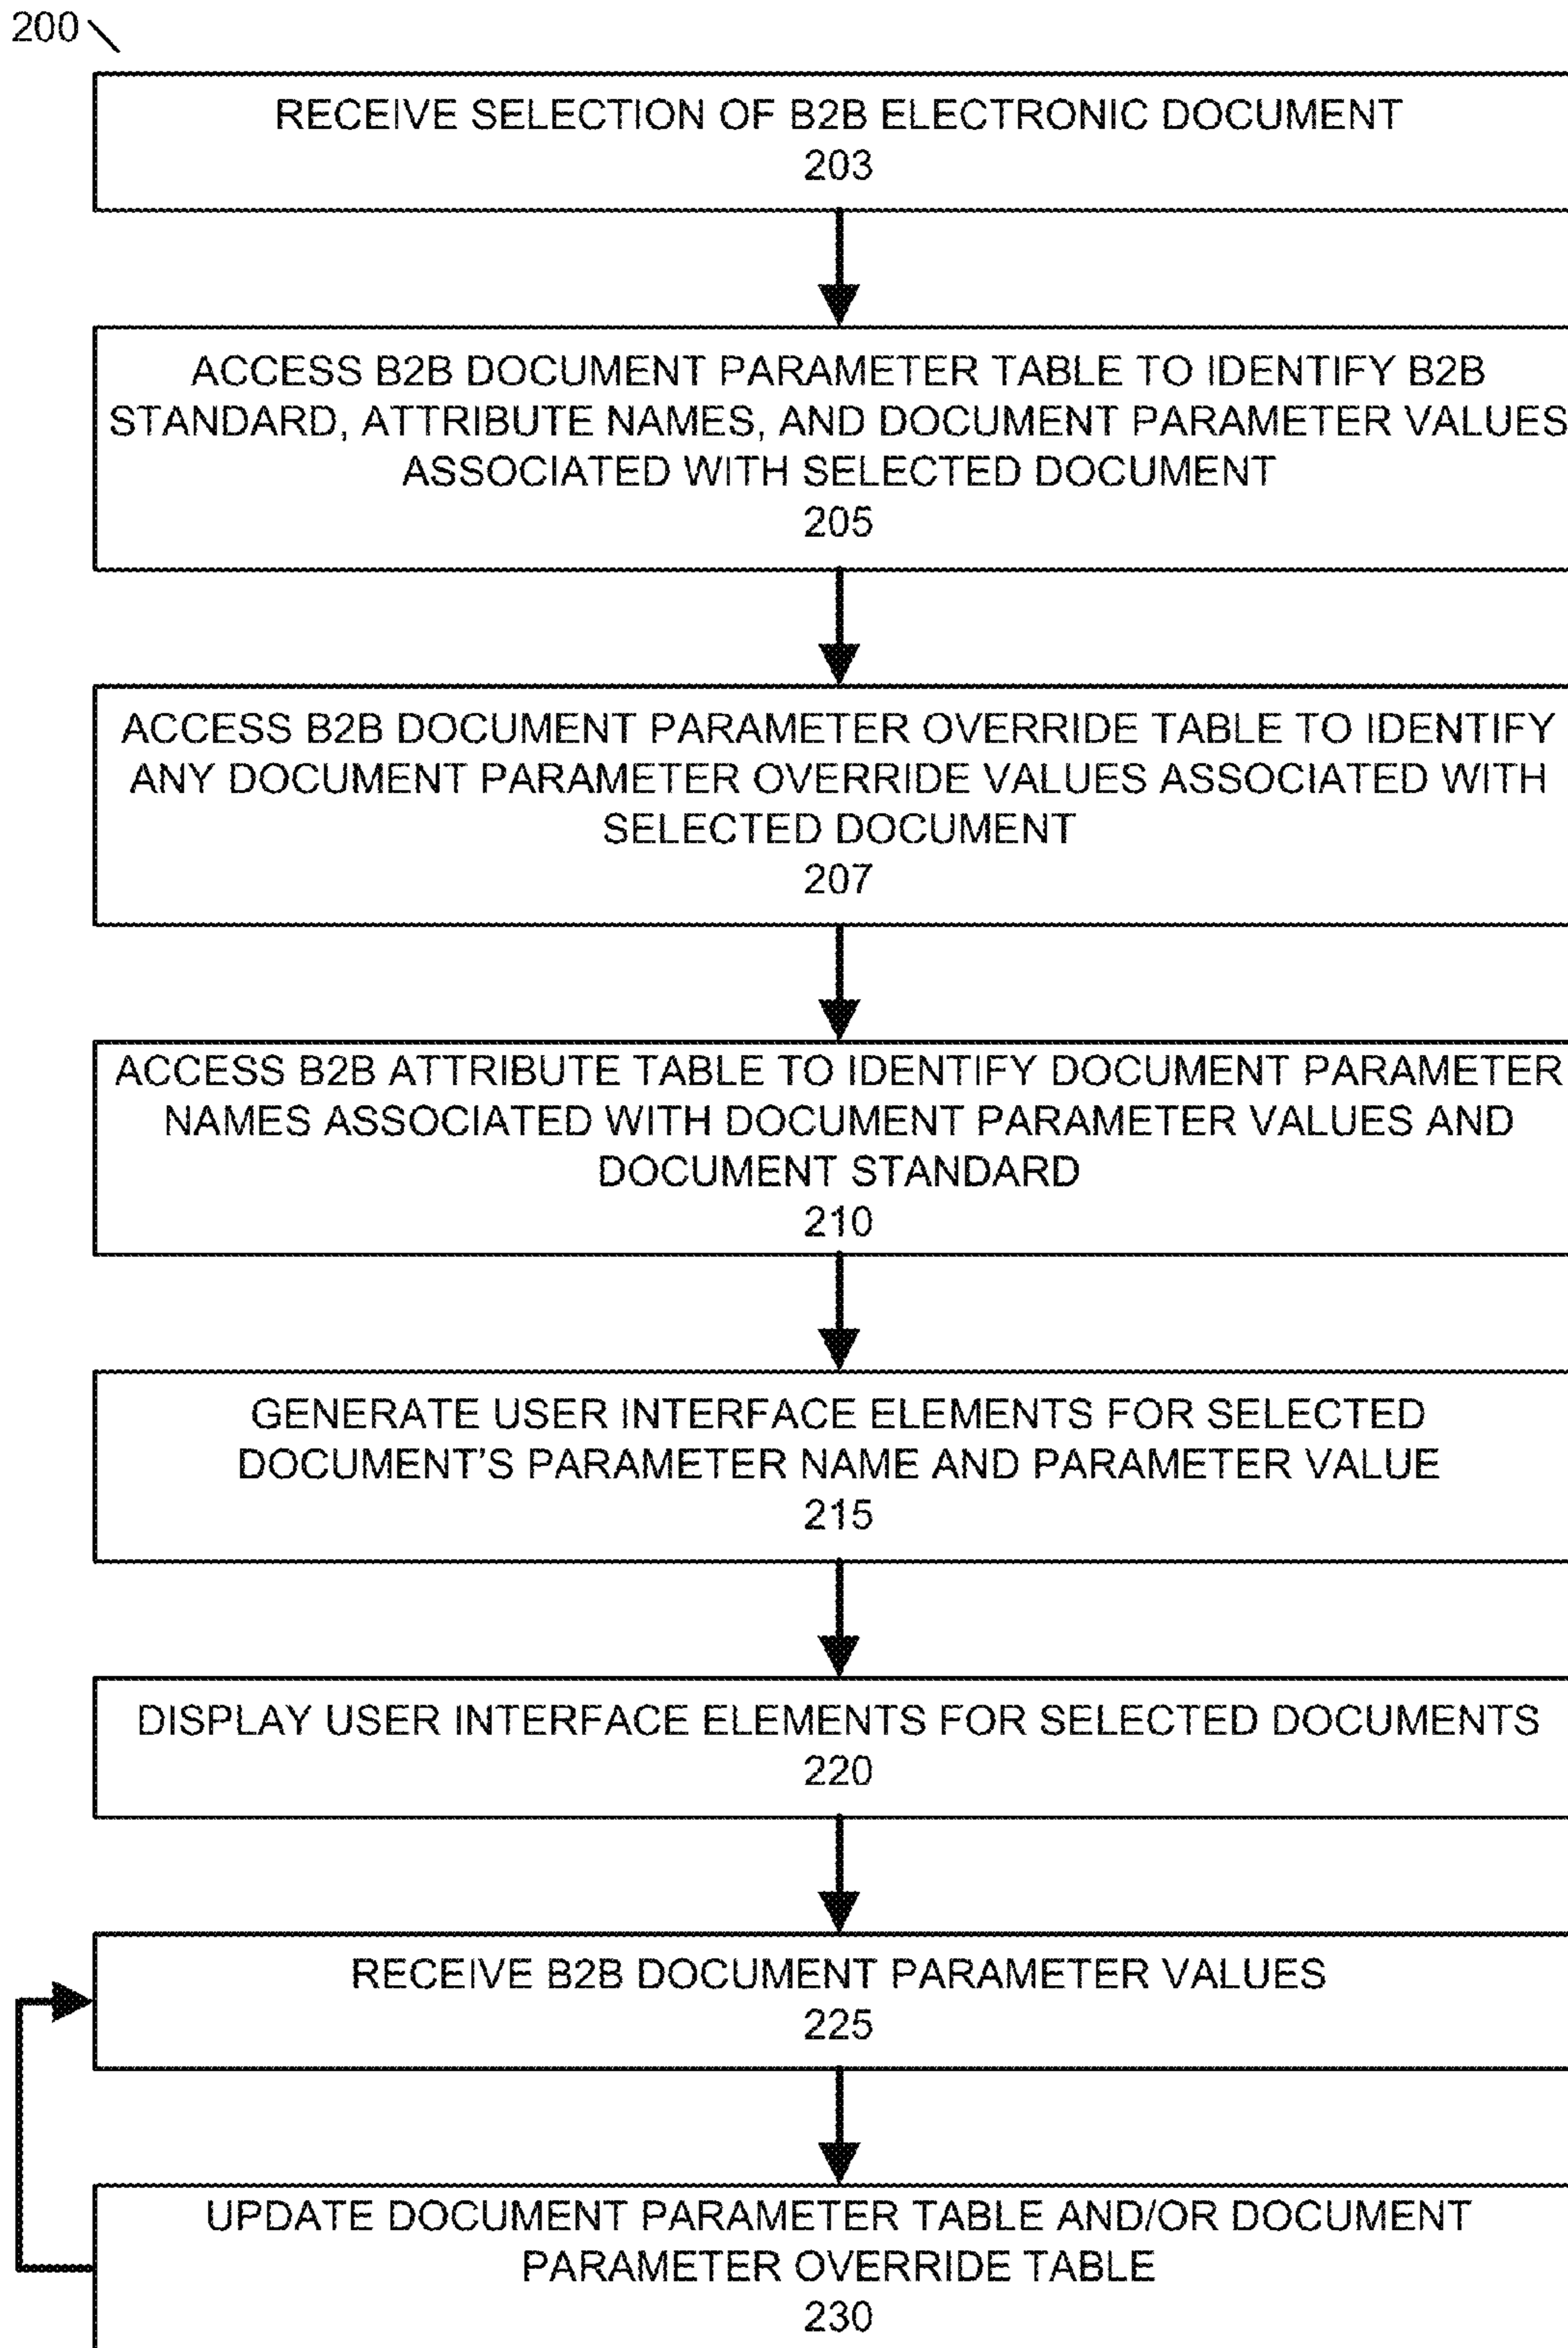 200
RECEIVE SELECTION OF B2B ELECTRONIC DOCUMENT
203
ACCESS B2B DOCUMENT PARAMETER TABLE TO IDENTIFY B2B
STANDARD, ATTRIBUTE NAMES, AND DOCUMENT PARAMETER VALUES
ASSOCIATED WITH SELECTED DOCUMENT
205
ACCESS B2B DOCUMENT PARAMETER OVERRIDE TABLE TO IDENTIFY
ANY DOCUMENT PARAMETER OVERRIDE VALUES ASSOCIATED WITH
SELECTED DOCUMENT
207
ACCESS B2B ATTRIBUTE TABLE TO IDENTIFY DOCUMENT PARAMETER
NAMES ASSOCIATED WITH DOCUMENT PARAMETER VALUES AND
DOCUMENT STANDARD
210
GENERATE USER INTERFACE ELEMENTS FOR SELECTED
DOCUMENT'S PARAMETER NAME AND PARAMETER VALUE
215
DISPLAY USER INTERFACE ELEMENTS FOR SELECTED DOCUMENTS
220
RECEIVE B2B DOCUMENT PARAMETER VALUES
225
UPDATE DOCUMENT PARAMETER TABLE AND/OR DOCUMENT
PARAMETER OVERRIDE TABLE
230